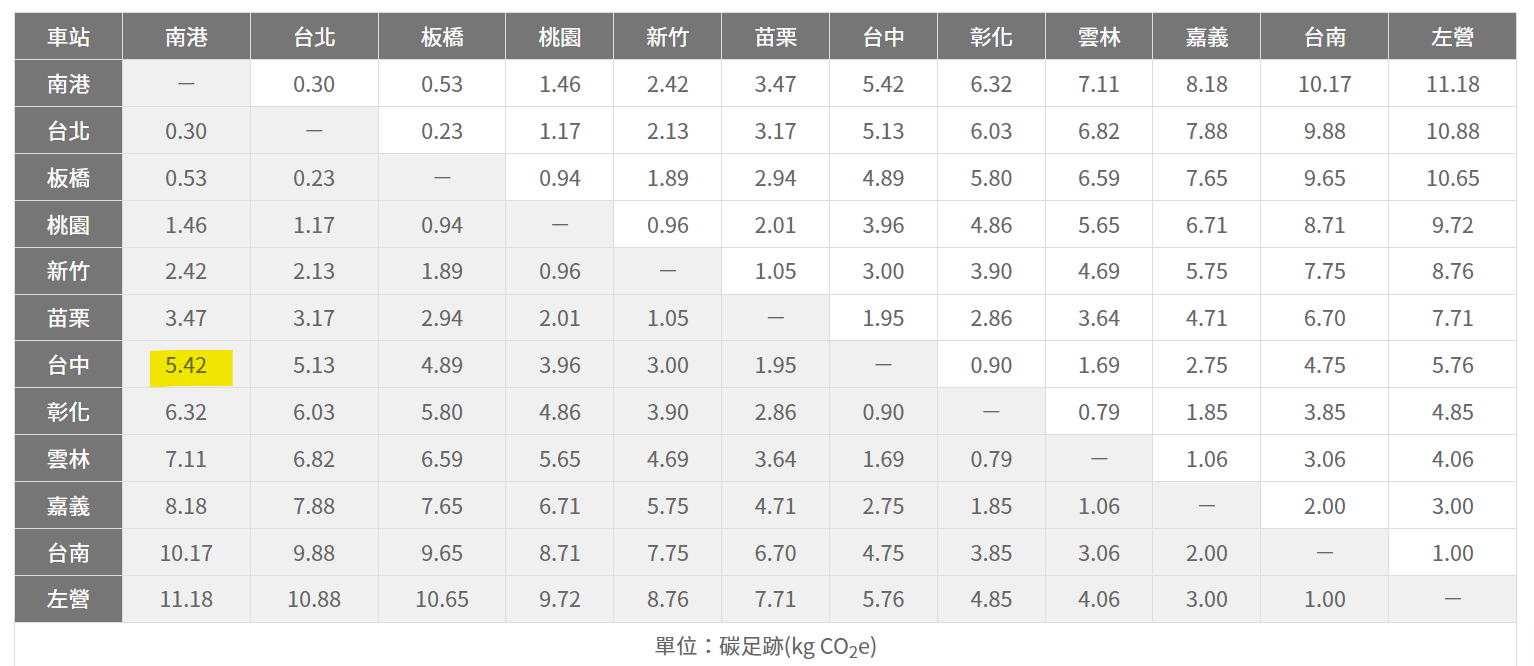 車站 南港 台北 板橋 桃園 新竹 苗栗 台中 彰化 雲林 嘉義 台南 左營
南港 — 0.30 0.53 1.46 2.42 3.47 5.42 6.32 7.11 8.18 10.17 11.18
台北 0.30 — 0.23 1.17 2.13 3.17 5.13 6.03 6.82 7.88 9.88 10.88
板橋 0.53 0.23 — 0.94 1.89 2.94 4.89 5.80 6.59 7.65 9.65 10.65
桃園 1.46 1.17 0.94 — 0.96 2.01 3.96 4.86 5.65 6.71 8.71 9.72
新竹 2.42 2.13 1.89 0.96 — 1.05 3.00 3.90 4.69 5.75 7.75 8.76
苗栗 3.47 3.17 2.94 2.01 1.05 — 1.95 2.86 3.64 4.71 6.70 7.71
台中 5.42 5.13 4.89 3.96 3.00 1.95 — 0.90 1.69 2.75 4.75 5.76
彰化 6.32 6.03 5.80 4.86 3.90 2.86 0.90 — 0.79 1.85 3.85 4.85
雲林 7.11 6.82 6.59 5.65 4.69 3.64 1.69 0.79 — 1.06 3.06 4.06
嘉義 8.18 7.88 7.65 6.71 5.75 4.71 2.75 1.85 1.06 — 2.00 3.00
台南 10.17 9.88 9.65 8.71 7.75 6.70 4.75 3.85 3.06 2.00 — 1.00
左營 11.18 10.88 10.65 9.72 8.76 7.71 5.76 4.85 4.06 3.00 1.00 —
單位：碳足跡(kg CO₂e)